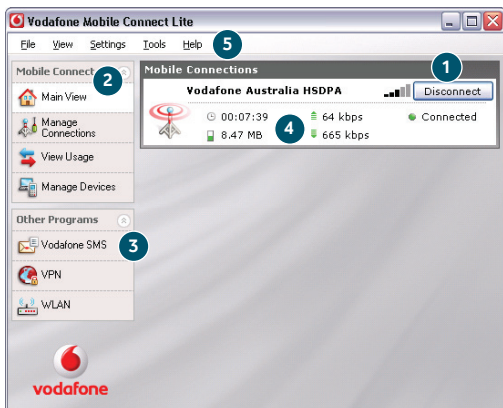 Vodafone Mobile Connect Lite
File View Settings Tools Help 5
Mobile Connect
2
Main View
Manage Connections
View Usage
Manage Devices
Other Programs
Vodafone SMS 3
VPN
WLAN
vodafone
Mobile Connections
1
Vodafone Australia HSDPA Disconnect
00:07:39 64 kbps Connected
4
8.47 MB 665 kbps